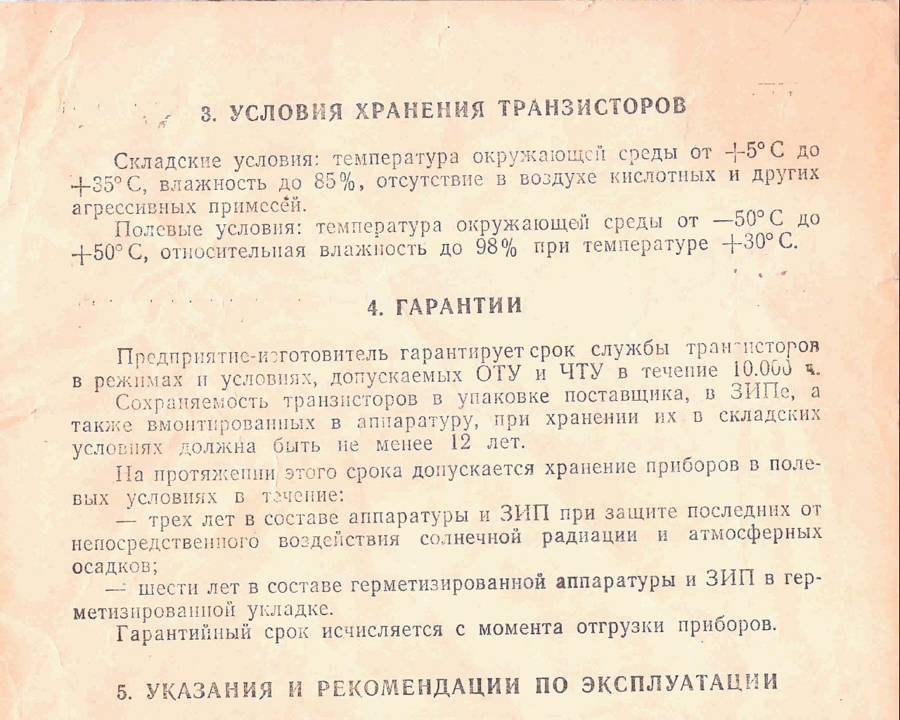 3. УСЛОВИЯ ХРАНЕНИЯ ТРАНЗИСТОРОВ
Складские условия: температура окружающей среды от +5° С до
+35° С, влажность до 85%, отсутствие в воздухе кислотных и других
агрессивных примесей.
Полевые условия: температура окружающей среды от —50° С до
+50° С, относительная влажность до 98% при температуре +30° С.
4. ГАРАНТИИ
Предприятие-изготовитель гарантирует срок службы транзисторов
в режимах и условиях, допускаемых ОТУ и ЧТУ в течение 10.000 ч.
Сохраняемость транзисторов в упаковке поставщика, в ЗИПе, а
также вмонтированных в аппаратуру, при хранении их в складских
условиях должна быть не менее 12 лет.
На протяжении этого срока допускается хранение приборов в поле-
вых условиях в течение:
— трех лет в составе аппаратуры и ЗИП при защите последних от
непосредственного воздействия солнечной радиации и атмосферных
осадков;
— шести лет в составе герметизированной аппаратуры и ЗИП в гер-
метизированной укладке.
Гарантийный срок исчисляется с момента отгрузки приборов.
5. УКАЗАНИЯ И РЕКОМЕНДАЦИИ ПО ЭКСПЛУАТАЦИИ